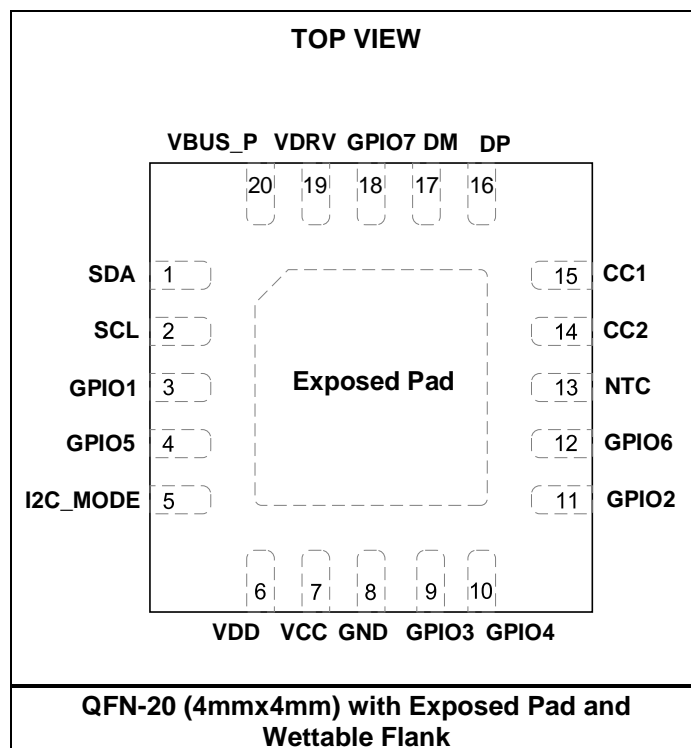 TOP VIEW
VBUS_P VDRV GPIO7 DM DP
20 19 18 17 16
SDA 1 15 CC1
SCL 2 14 CC2
GPIO1 3 Exposed Pad 13 NTC
GPIO5 4 12 GPIO6
I2C_MODE 5 11 GPIO2
6 7 8 9 10
VDD VCC GND GPIO3 GPIO4
QFN-20 (4mmx4mm) with Exposed Pad and
Wettable Flank